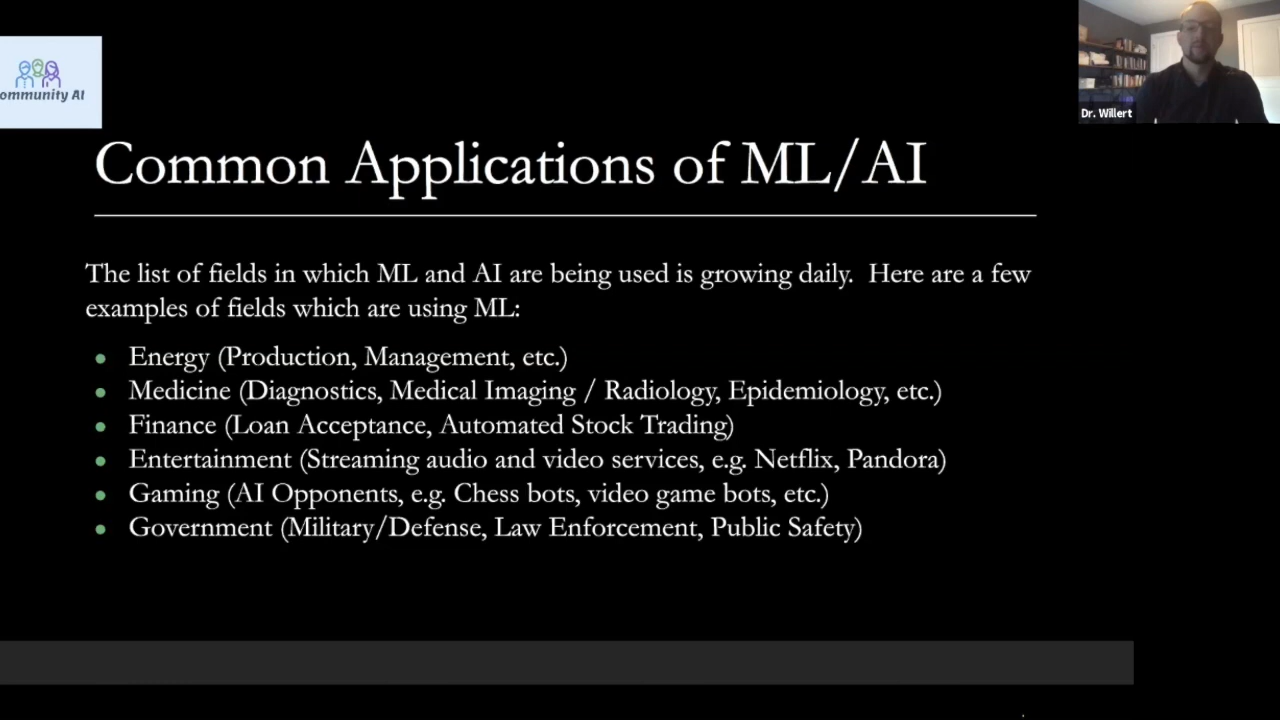 ommunity AI
Dr. Willert
Common Applications of ML/AI
The list of fields in which ML and AI are being used is growing daily. Here are a few
examples of fields which are using ML:
• Energy (Production, Management, etc.)
• Medicine (Diagnostics, Medical Imaging / Radiology, Epidemiology, etc.)
• Finance (Loan Acceptance, Automated Stock Trading)
• Entertainment (Streaming audio and video services, e.g. Netflix, Pandora)
• Gaming (AI Opponents, e.g. Chess bots, video game bots, etc.)
• Government (Military/Defense, Law Enforcement, Public Safety)